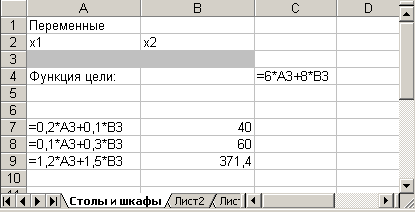 A B C D
1 Переменные
2 x1 x2
3
4 Функция цели: =6*A3+8*B3
5
6
7 =0,2*A3+0,1*B3 40
8 =0,1*A3+0,3*B3 60
9 =1,2*A3+1,5*B3 371,4
10
Столы и шкафы Лист2 Лис